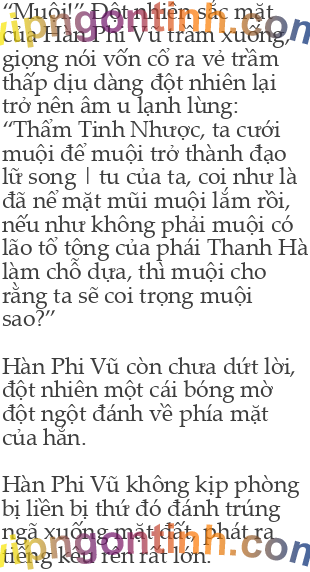 “Muội!” Đột nhiên sắc mặt
của Hàn Phi Vũ trầm xuống,
giọng nói vốn cổ ra vẻ trầm
thấp dịu dàng đột nhiên lại
trở nên âm u lạnh lùng:
“Thẩm Tinh Nhược, ta cưới
muội để muội trở thành đạo
lữ song | tu của ta, coi như là
đã nể mặt mũi muội lắm rồi,
nếu như không phải muội có
lão tổ tông của phái Thanh Hà
làm chỗ dựa, thì muội cho
rằng ta sẽ coi trọng muội
sao?”
Hàn Phi Vũ còn chưa dứt lời,
đột nhiên một cái bóng mờ
đột ngột đánh về phía mặt
của hắn.
Hàn Phi Vũ không kịp phòng
bị liền bị thứ đó đánh trúng
ngã xuống mặt đất, phát ra
tiếng kêu rên rất lớn.
vipngontinh.com
vipngontinh.com